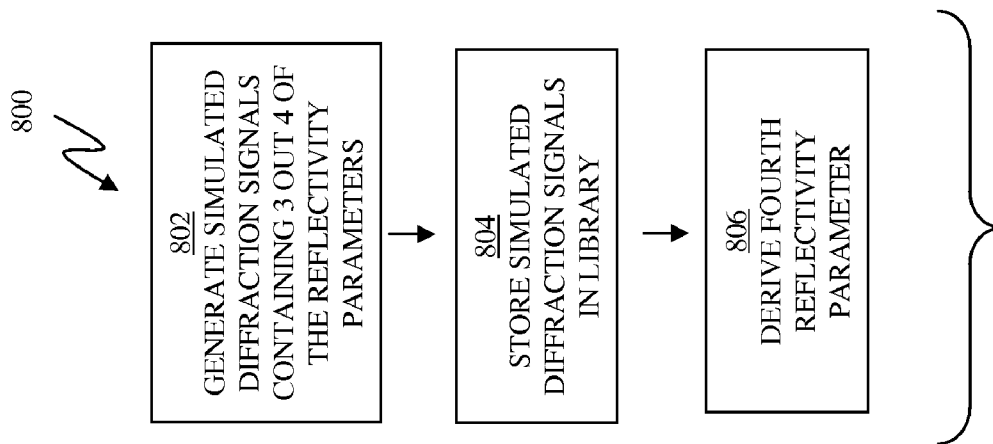 800
802
GENERATE SIMULATED
DIFFRACTION SIGNALS
CONTAINING 3 OUT 4 OF
THE REFLECTIVITY
PARAMETERS
804
STORE SIMULATED
DIFFRACTION SIGNALS
IN LIBRARY
806
DERIVE FOURTH
REFLECTIVITY
PARAMETER